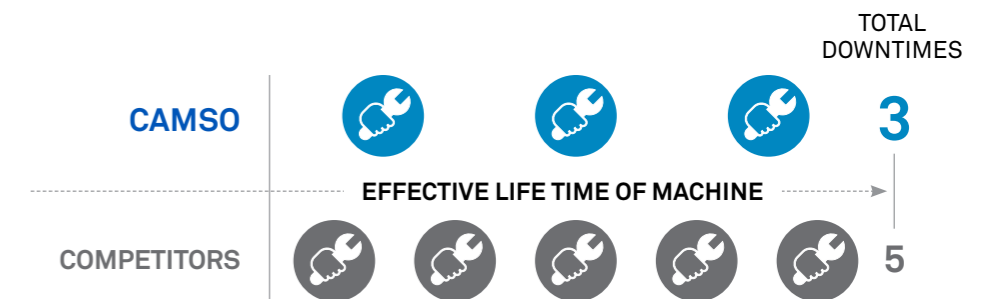 TOTAL
DOWNTIMES
CAMSO
3
EFFECTIVE LIFE TIME OF MACHINE
COMPETITORS
5